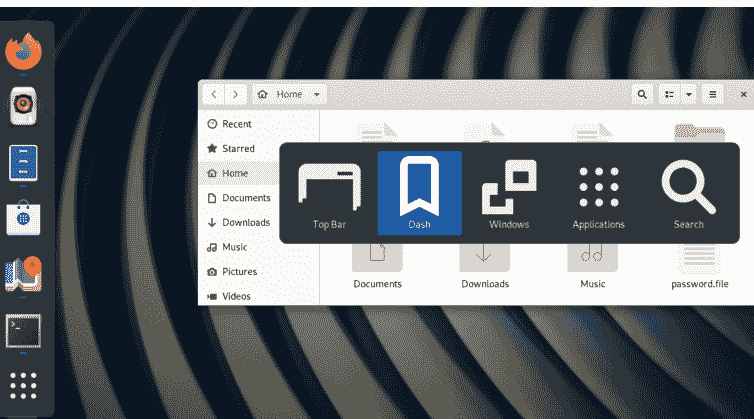 Home
Recent
Starred
Home
Documents
Downloads
Music
Pictures
Videos
Top Bar
Dash
Windows
Applications
Search
Documents
Downloads
Music
password.file